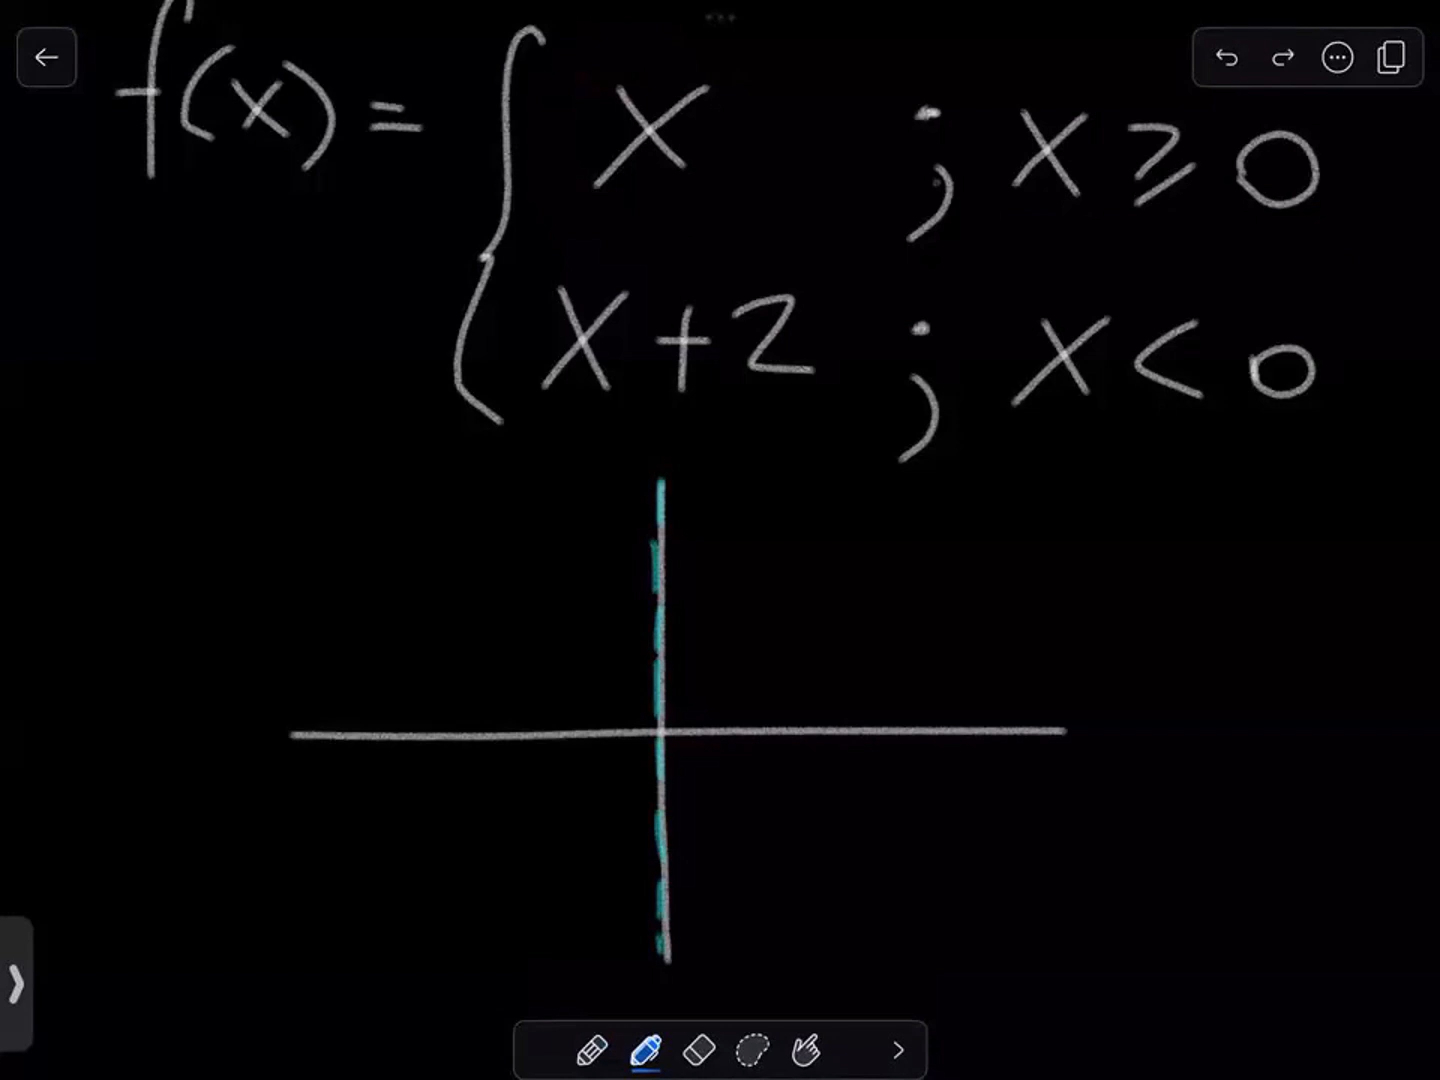 f(x) = { x ; x ≥ 0
x + 2 ; x < 0